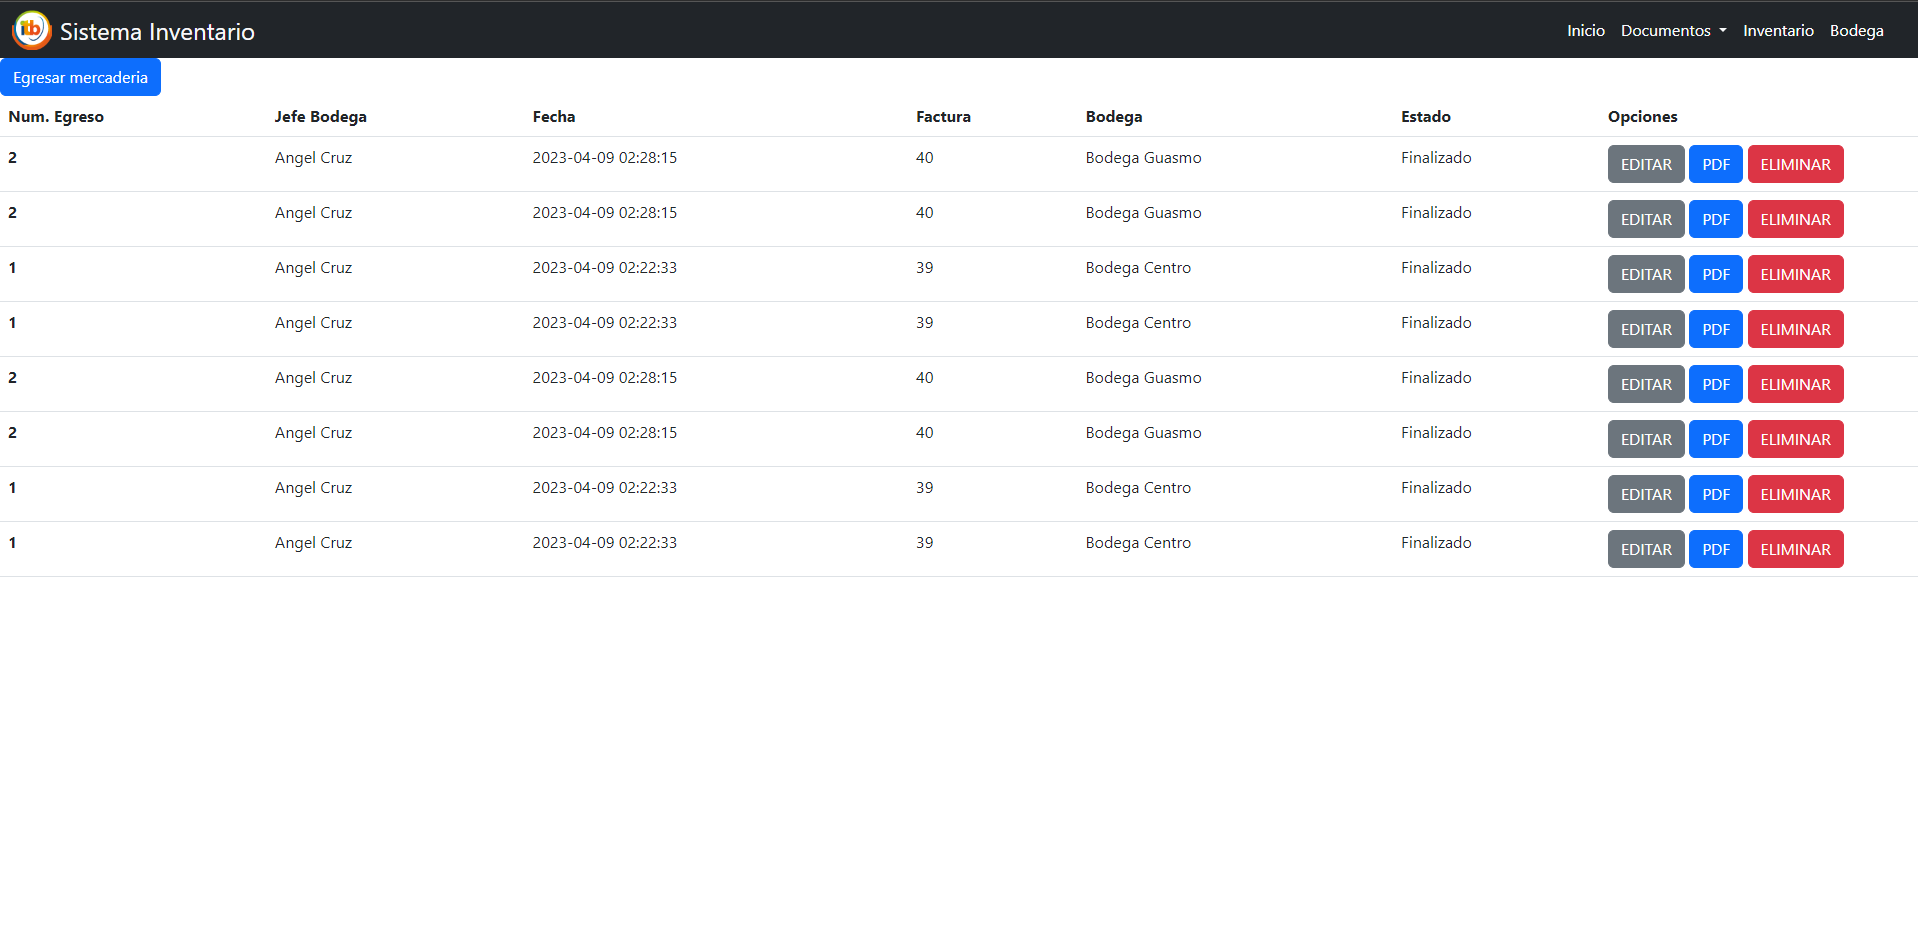 itb Sistema Inventario Inicio Documentos Inventario Bodega
Egresar mercaderia
Num. Egreso Jefe Bodega Fecha Factura Bodega Estado Opciones
2 Angel Cruz 2023-04-09 02:28:15 40 Bodega Guasmo Finalizado EDITAR PDF ELIMINAR
2 Angel Cruz 2023-04-09 02:28:15 40 Bodega Guasmo Finalizado EDITAR PDF ELIMINAR
1 Angel Cruz 2023-04-09 02:22:33 39 Bodega Centro Finalizado EDITAR PDF ELIMINAR
1 Angel Cruz 2023-04-09 02:22:33 39 Bodega Centro Finalizado EDITAR PDF ELIMINAR
2 Angel Cruz 2023-04-09 02:28:15 40 Bodega Guasmo Finalizado EDITAR PDF ELIMINAR
2 Angel Cruz 2023-04-09 02:28:15 40 Bodega Guasmo Finalizado EDITAR PDF ELIMINAR
1 Angel Cruz 2023-04-09 02:22:33 39 Bodega Centro Finalizado EDITAR PDF ELIMINAR
1 Angel Cruz 2023-04-09 02:22:33 39 Bodega Centro Finalizado EDITAR PDF ELIMINAR